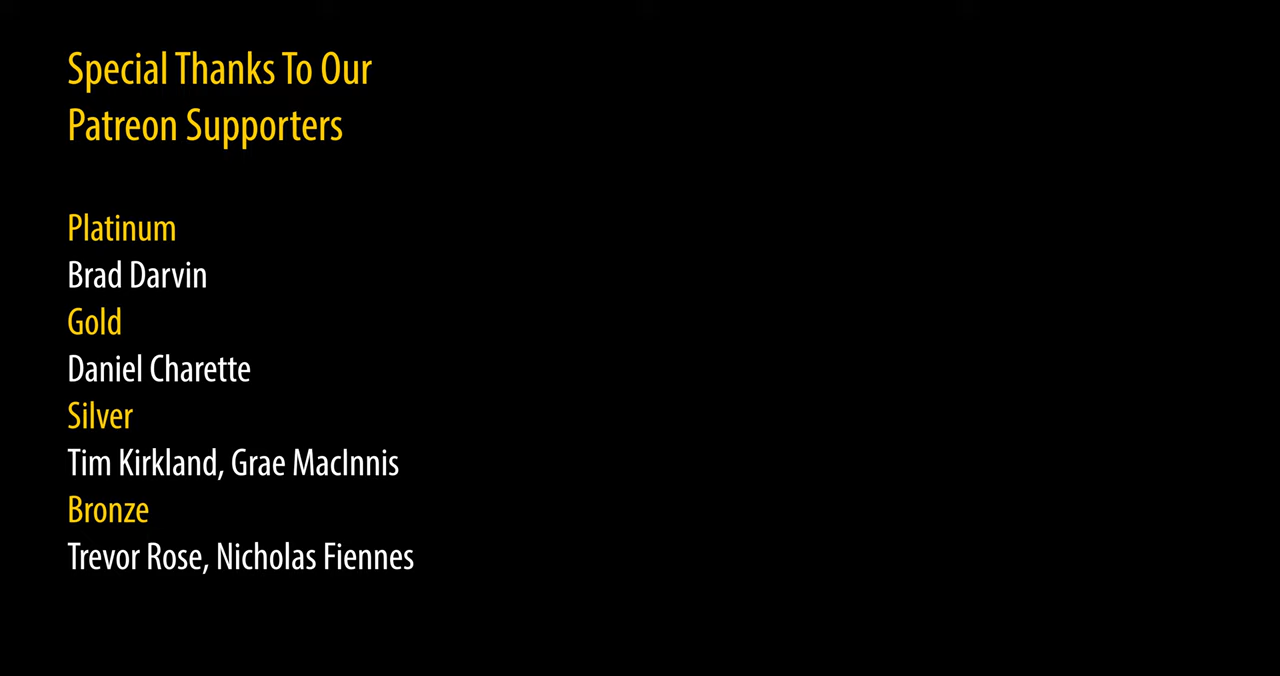 Special Thanks To Our
Patreon Supporters
Platinum
Brad Darvin
Gold
Daniel Charette
Silver
Tim Kirkland, Grae MacInnis
Bronze
Trevor Rose, Nicholas Fiennes